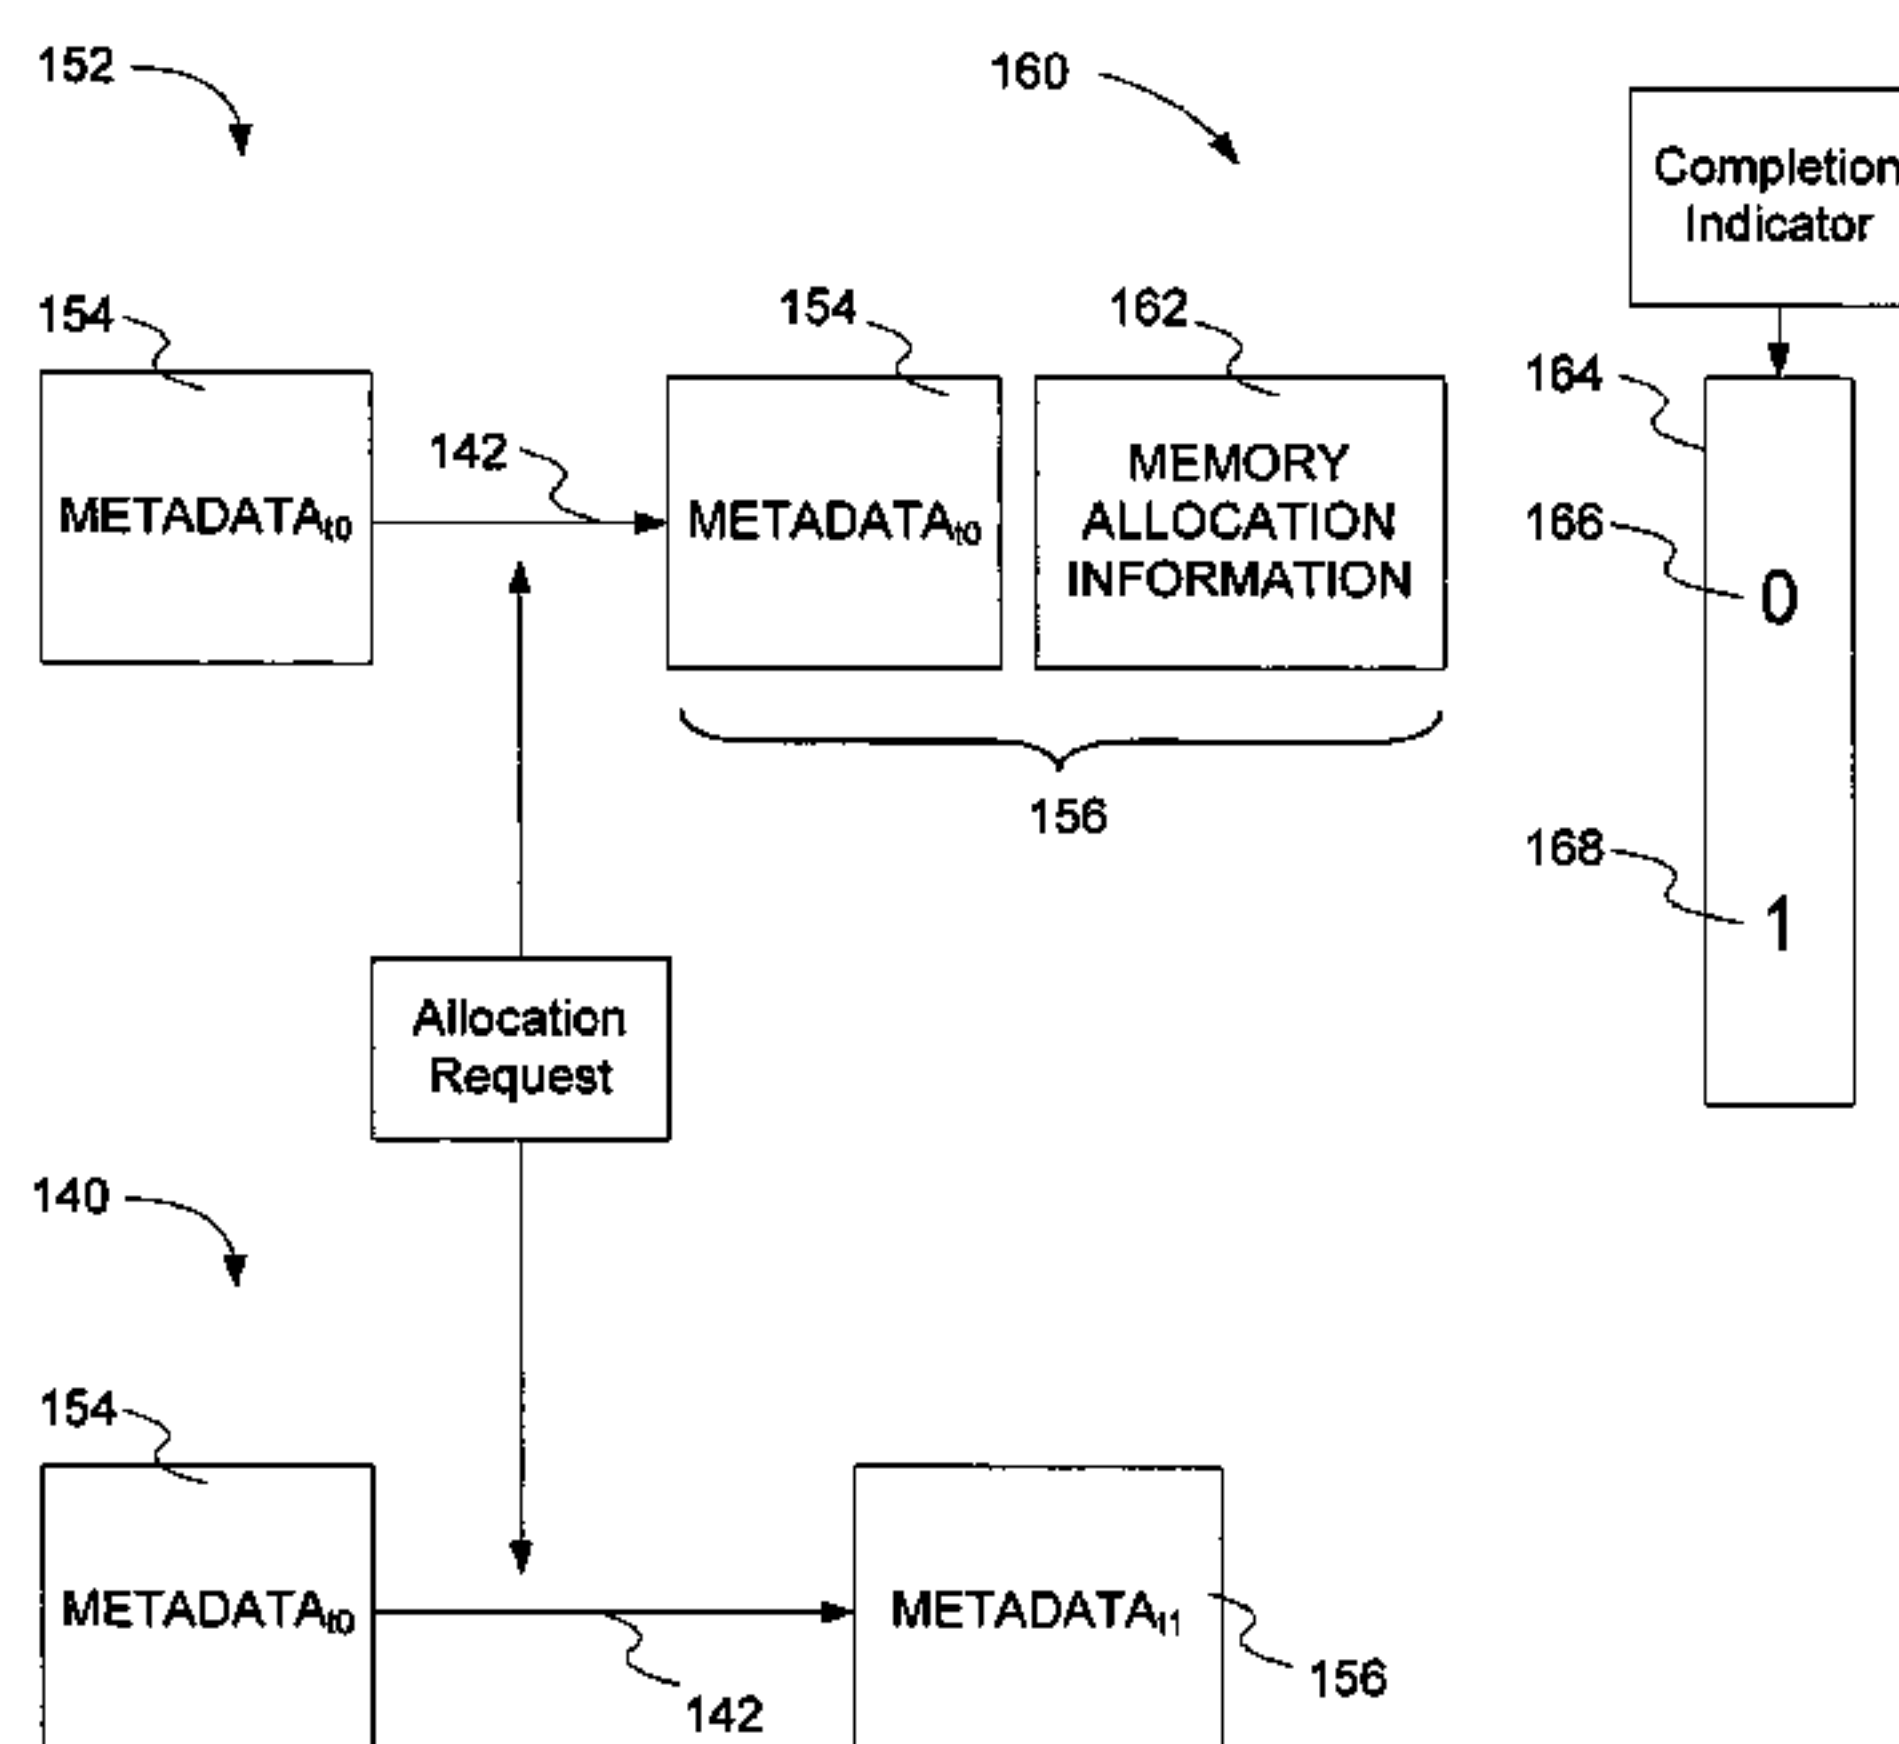 152
160
Completion
Indicator
154
154
162
164
142
METADATAt0
METADATAt0
MEMORY
ALLOCATION
INFORMATION
166
0
156
168
1
Allocation
Request
140
154
METADATAt0
METADATAt1
156
142